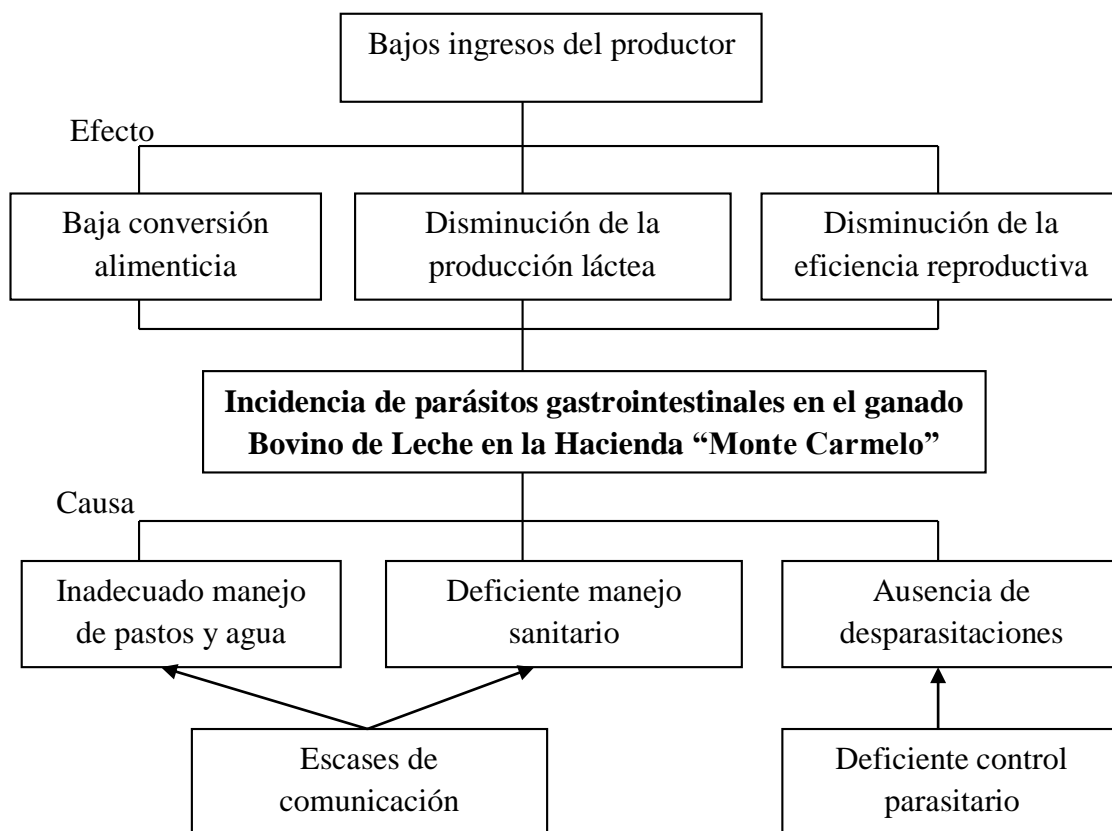 Bajos ingresos del productor
Efecto
Baja conversión
alimenticia
Disminución de la
producción láctea
Disminución de la
eficiencia reproductiva
Incidencia de parásitos gastrointestinales en el ganado
Bovino de Leche en la Hacienda “Monte Carmelo”
Causa
Inadecuado manejo
de pastos y agua
Deficiente manejo
sanitario
Ausencia de
desparasitaciones
Escases de
comunicación
Deficiente control
parasitario